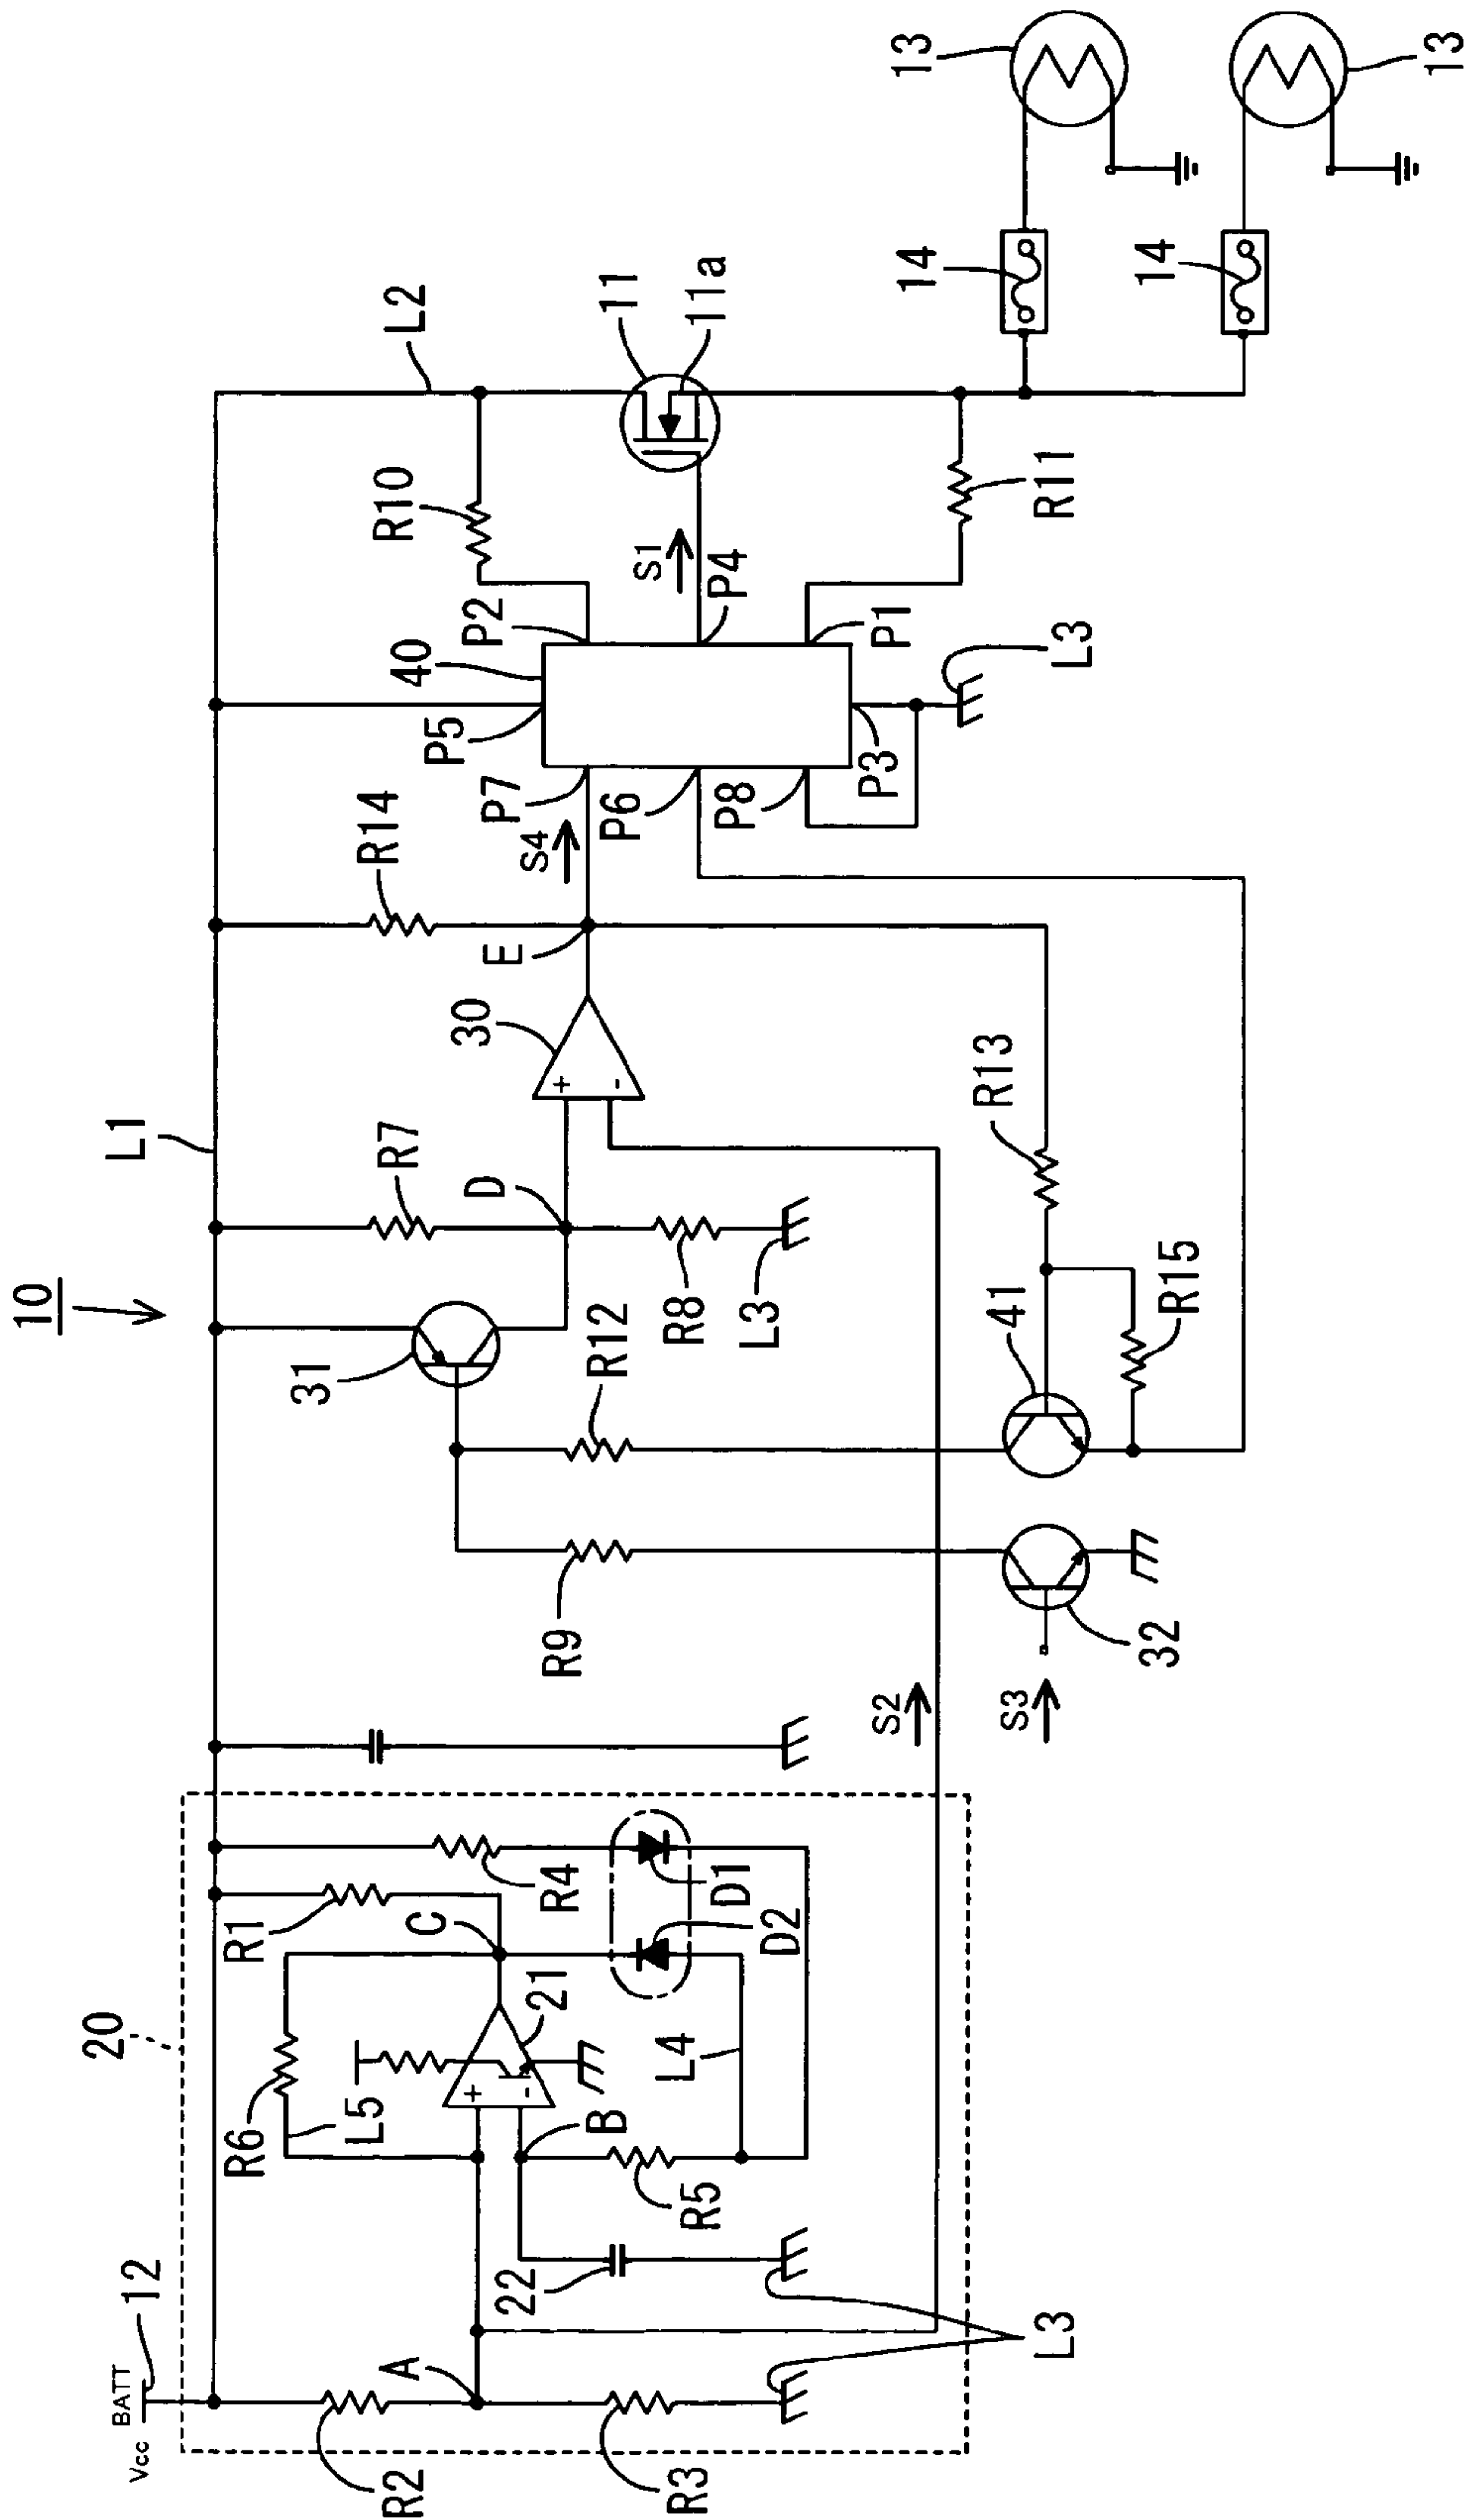 10
Vcc BATT
12
20
L1
L2
R2
A
R3
L3
22
R6
L5
R5
B
21
L4
C
R1
R4
D1
D2
S2
S3
R9
32
31
R12
41
R15
R13
R7
D
R8
L3
30
E
R14
S4
P7
P6
P8
P5
40
P3
L3
P2
P4
P1
S1
R10
R11
11
11a
14
14
13
13
+
-
+
-